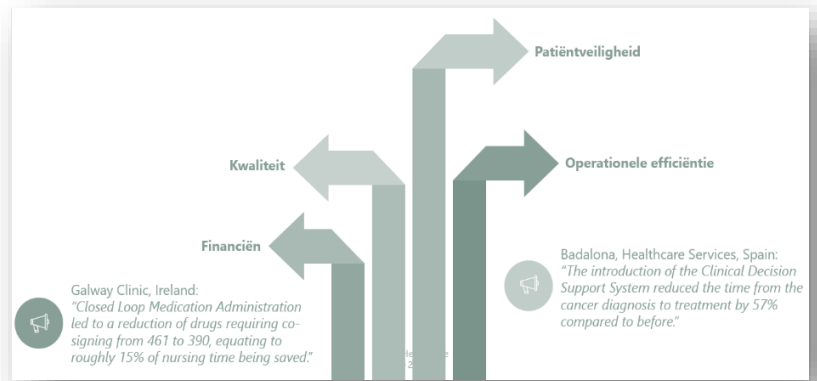 Patiëntveiligheid
Kwaliteit
Operationele efficiëntie
Financiën
Galway Clinic, Ireland:
"Closed Loop Medication Administration
led to a reduction of drugs requiring co-
signing from 461 to 390, equating to
roughly 15% of nursing time being saved."
Badalona, Healthcare Services, Spain:
"The introduction of the Clinical Decision
Support System reduced the time from the
cancer diagnosis to treatment by 57%
compared to before."